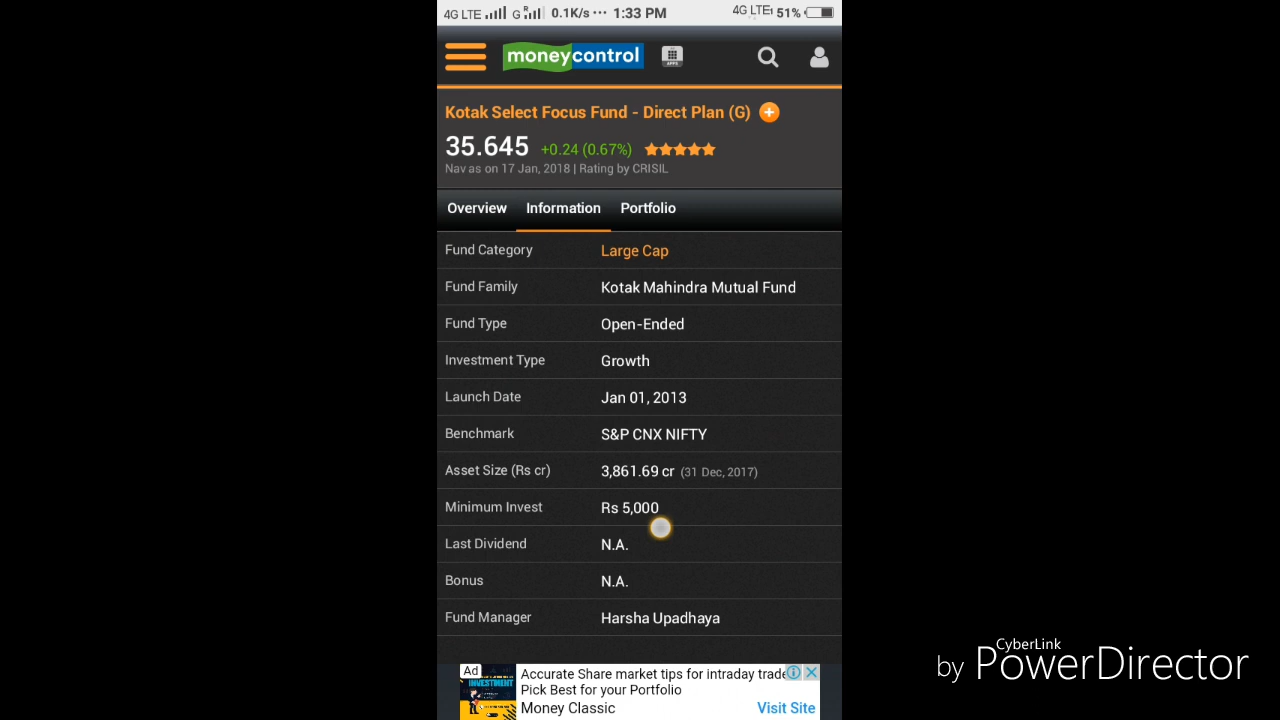 4G LTE G R 0.1K/s ··· 1:33 PM 4G LTE 51%
moneycontrol APPS
Kotak Select Focus Fund - Direct Plan (G)
35.645 +0.24 (0.67%)
Nav as on 17 Jan, 2018 | Rating by CRISIL
Overview Information Portfolio
Fund Category Large Cap
Fund Family Kotak Mahindra Mutual Fund
Fund Type Open-Ended
Investment Type Growth
Launch Date Jan 01, 2013
Benchmark S&P CNX NIFTY
Asset Size (Rs cr) 3,861.69 cr (31 Dec, 2017)
Minimum Invest Rs 5,000
Last Dividend N.A.
Bonus N.A.
Fund Manager Harsha Upadhaya
Ad
INVESTMENT
Accurate Share market tips for intraday trade
Pick Best for your Portfolio
Money Classic Visit Site
by CyberLink PowerDirector